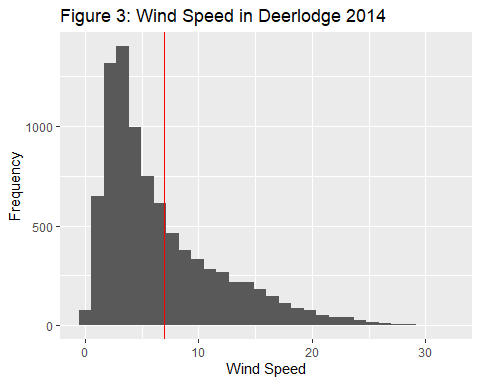 Figure 3: Wind Speed in Deerlodge 2014
1000
500
0
Frequency
0 10 20 30
Wind Speed